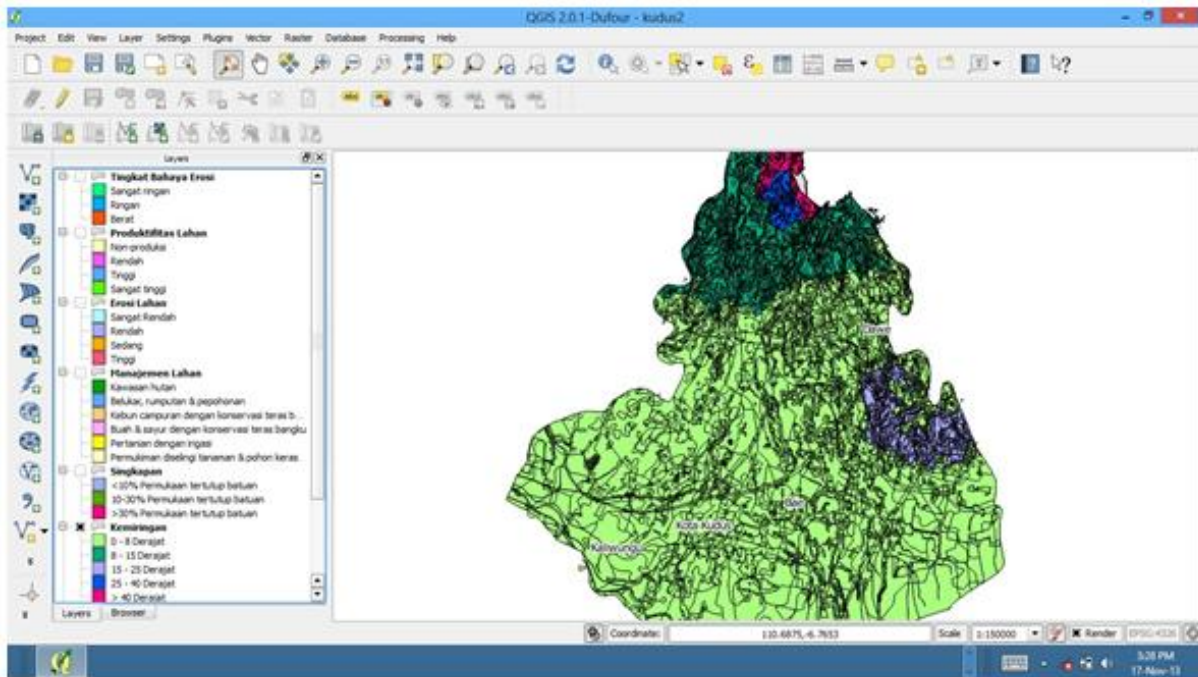 QGIS 2.0.1-Dufour - kudus2
Project Edit View Layer Settings Plugins Vector Raster Database Processing Help
Layers
Tingkat Bahaya Erosi
Sangat ringan
Ringan
Berat
Produktifitas Lahan
Non-produksi
Rendah
Tinggi
Sangat tinggi
Erosi Lahan
Sangat Rendah
Rendah
Sedang
Tinggi
Manajemen Lahan
Kawasan hutan
Belukar, rumputan & pepohonan
Kebun campuran dengan konservasi teras b...
Buah & sayur dengan konservasi teras bangku
Pertanian dengan irigasi
Permukiman diselingi tanaman & pohon keras
Singkapan
<10% Permukaan tertutup batuan
10-30% Permukaan tertutup batuan
>30% Permukaan tertutup batuan
Kemiringan
0 - 8 Derajat
8 - 15 Derajat
15 - 25 Derajat
25 - 40 Derajat
> 40 Derajat
Layers Browser
Dawe
Bae
Kota Kudus
Kaliwungu
Coordinate: 110.6875,-6.7653 Scale 1:150000 Render EPSG:4326
3:28 PM
17-Nov-13